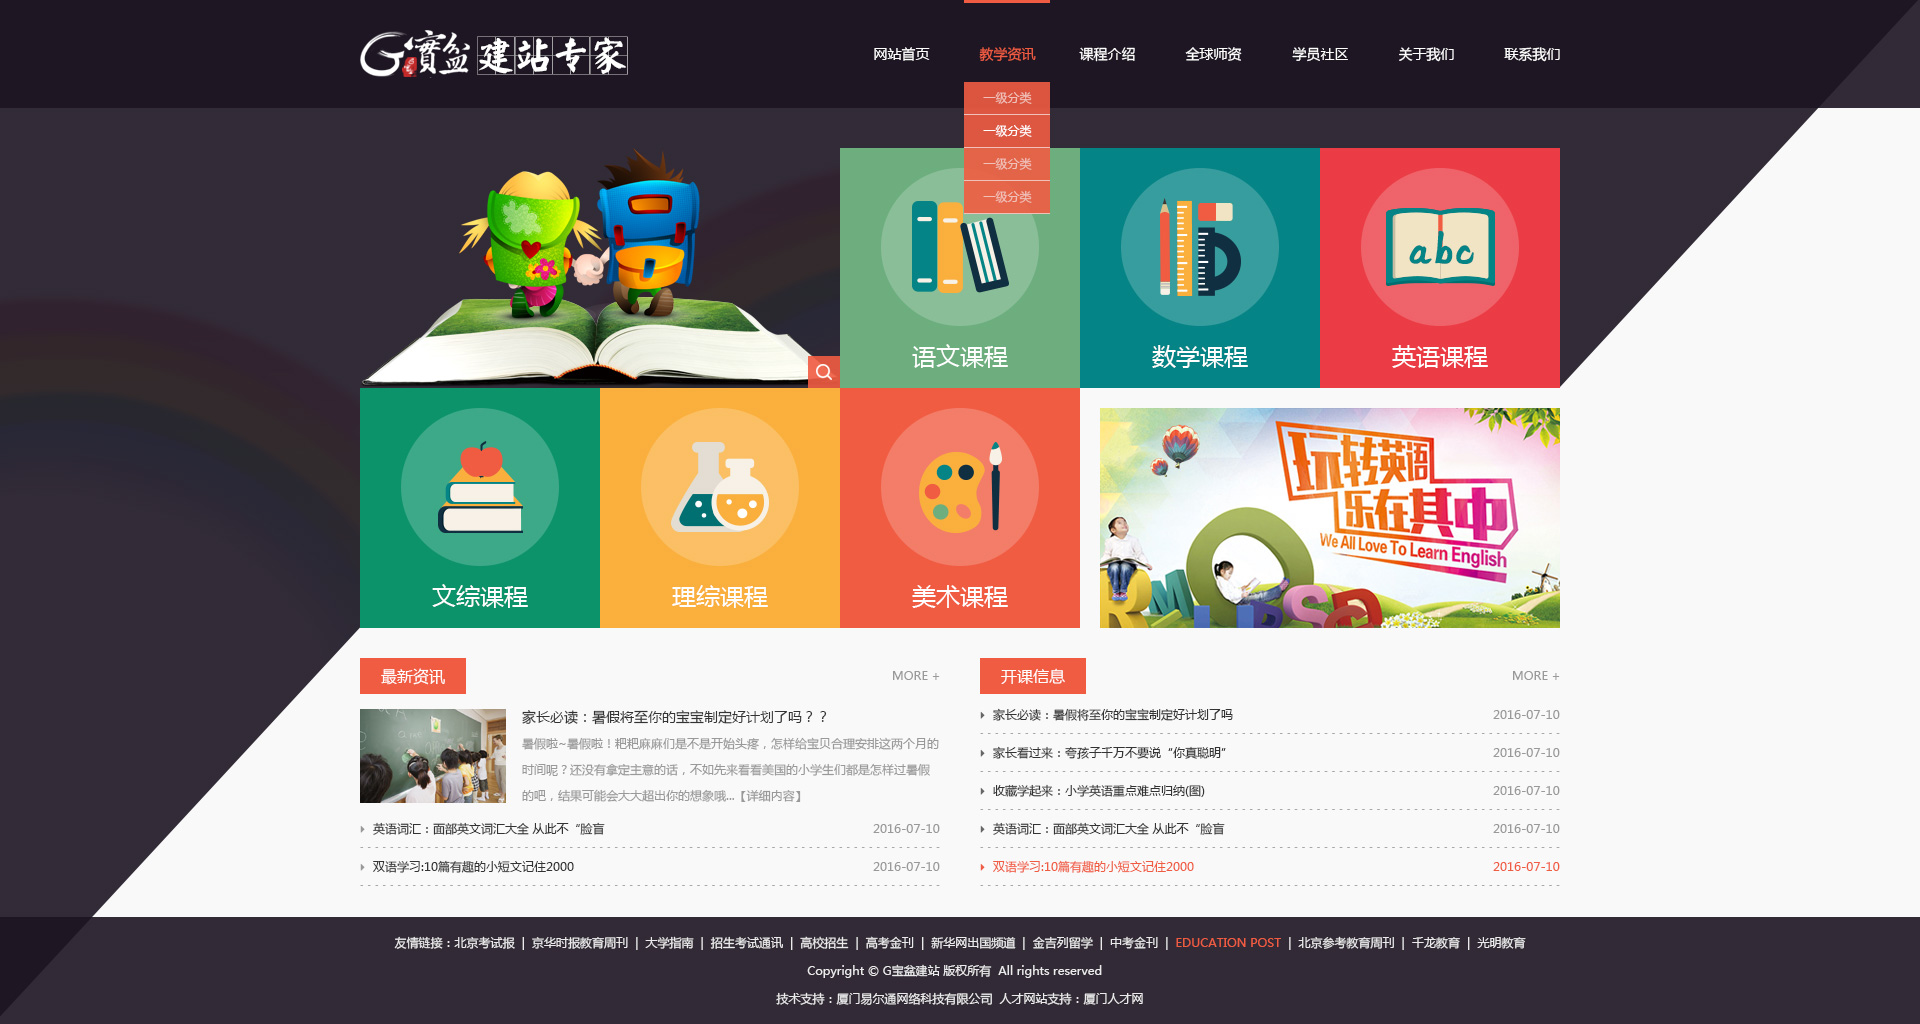 G寶盆 建站专家
网站首页 教学资讯 课程介绍 全球师资 学员社区 关于我们 联系我们
一级分类
一级分类
一级分类
一级分类
语文课程 数学课程 英语课程
abc
文综课程 理综课程 美术课程
玩转英语
乐在其中
We All Love To Learn English
最新资讯 MORE +
家长必读：暑假将至你的宝宝制定好计划了吗？？
暑假啦~暑假啦！粑粑麻麻们是不是开始头疼，怎样给宝贝合理安排这两个月的
时间呢？还没有拿定主意的话，不如先来看看美国的小学生们都是怎样过暑假
的吧，结果可能会大大超出你的想象哦...【详细内容】
英语词汇：面部英文词汇大全 从此不“脸盲 2016-07-10
双语学习:10篇有趣的小短文记住2000 2016-07-10
开课信息 MORE +
家长必读：暑假将至你的宝宝制定好计划了吗 2016-07-10
家长看过来：夸孩子千万不要说“你真聪明” 2016-07-10
收藏学起来：小学英语重点难点归纳(图) 2016-07-10
英语词汇：面部英文词汇大全 从此不“脸盲 2016-07-10
双语学习:10篇有趣的小短文记住2000 2016-07-10
友情链接：北京考试报 | 京华时报教育周刊 | 大学指南 | 招生考试通讯 | 高校招生 | 高考金刊 | 新华网出国频道 | 金吉列留学 | 中考金刊 | EDUCATION POST | 北京参考教育周刊 | 千龙教育 | 光明教育
Copyright © G宝盆建站 版权所有 All rights reserved
技术支持：厦门易尔通网络科技有限公司 人才网站支持：厦门人才网